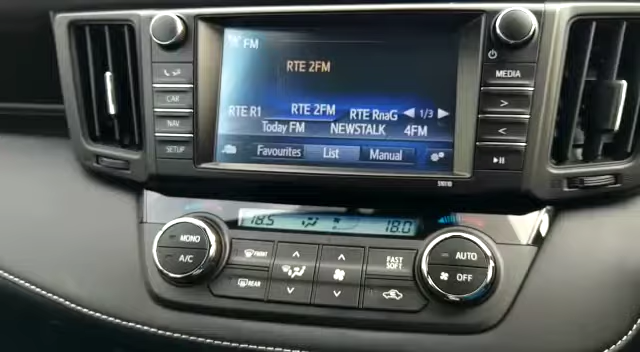 FM
RTE 2FM
RTE R1 RTE 2FM RTE RnaG 1/3
Today FM NEWSTALK 4FM
Favourites List Manual
CAR
NAV
SETUP
MEDIA
>
<
18.5 18.0
MONO
A/C
FRONT
REAR
FAST
SOFT
AUTO
OFF